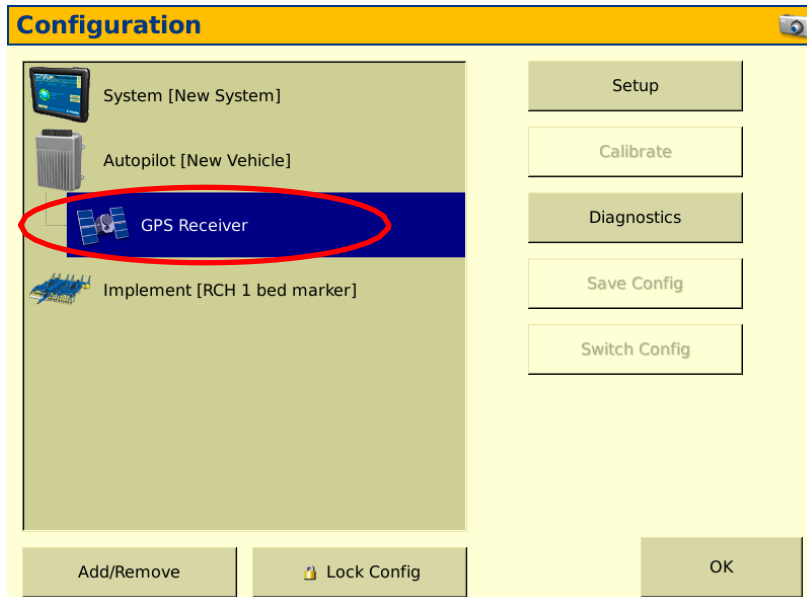 Configuration
System [New System]
Autopilot [New Vehicle]
GPS Receiver
Implement [RCH 1 bed marker]
Setup
Calibrate
Diagnostics
Save Config
Switch Config
Add/Remove
Lock Config
OK